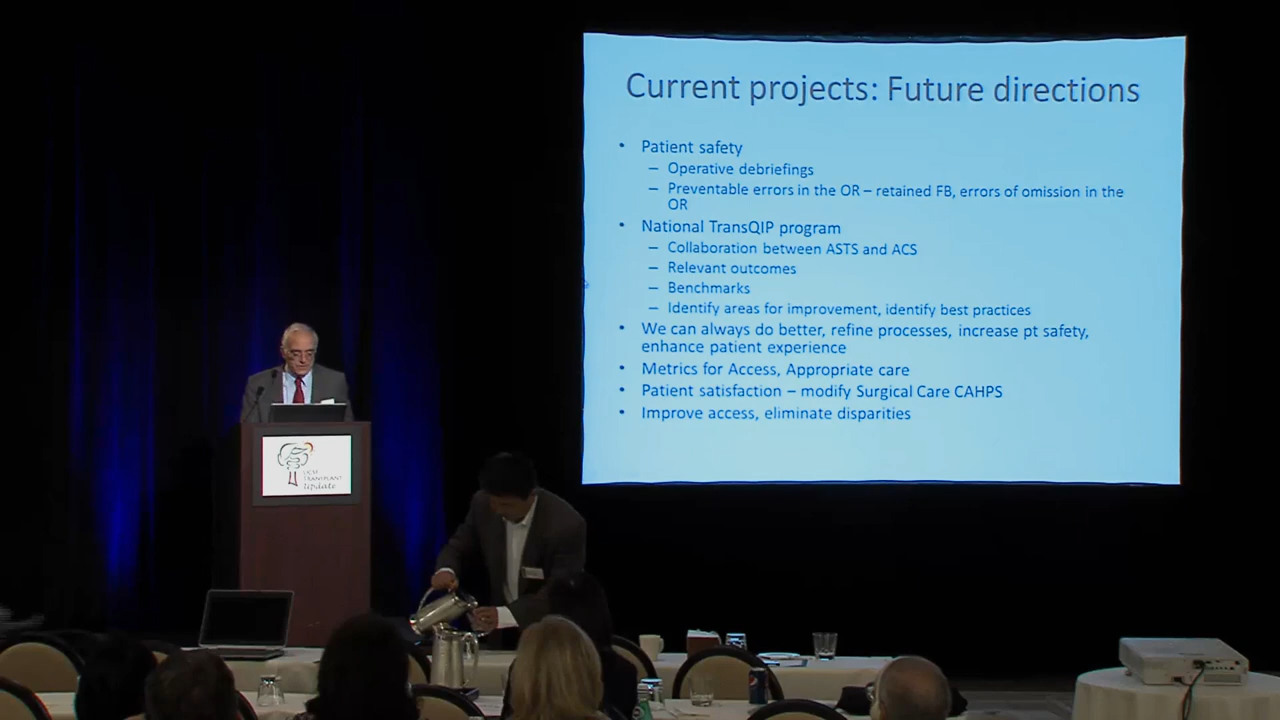 Current projects: Future directions
• Patient safety
– Operative debriefings
– Preventable errors in the OR – retained FB, errors of omission in the
OR
• National TransQIP program
– Collaboration between ASTS and ACS
– Relevant outcomes
– Benchmarks
– Identify areas for improvement, identify best practices
• We can always do better, refine processes, increase pt safety,
enhance patient experience
• Metrics for Access, Appropriate care
• Patient satisfaction – modify Surgical Care CAHPS
• Improve access, eliminate disparities
UCSF
TRANSPLANT
Update